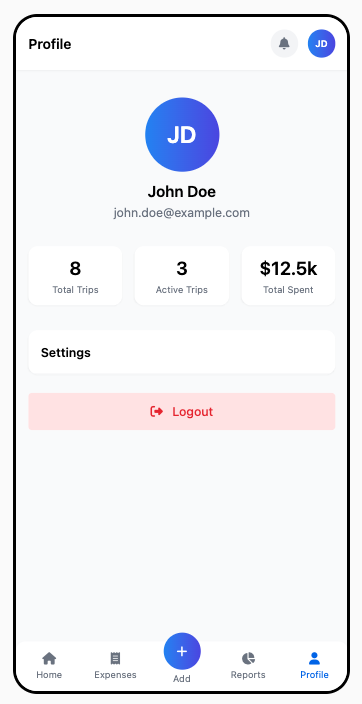 Profile
JD
JD
John Doe
john.doe@example.com
8
Total Trips
3
Active Trips
$12.5k
Total Spent
Settings
Logout
Home
Expenses
Add
Reports
Profile